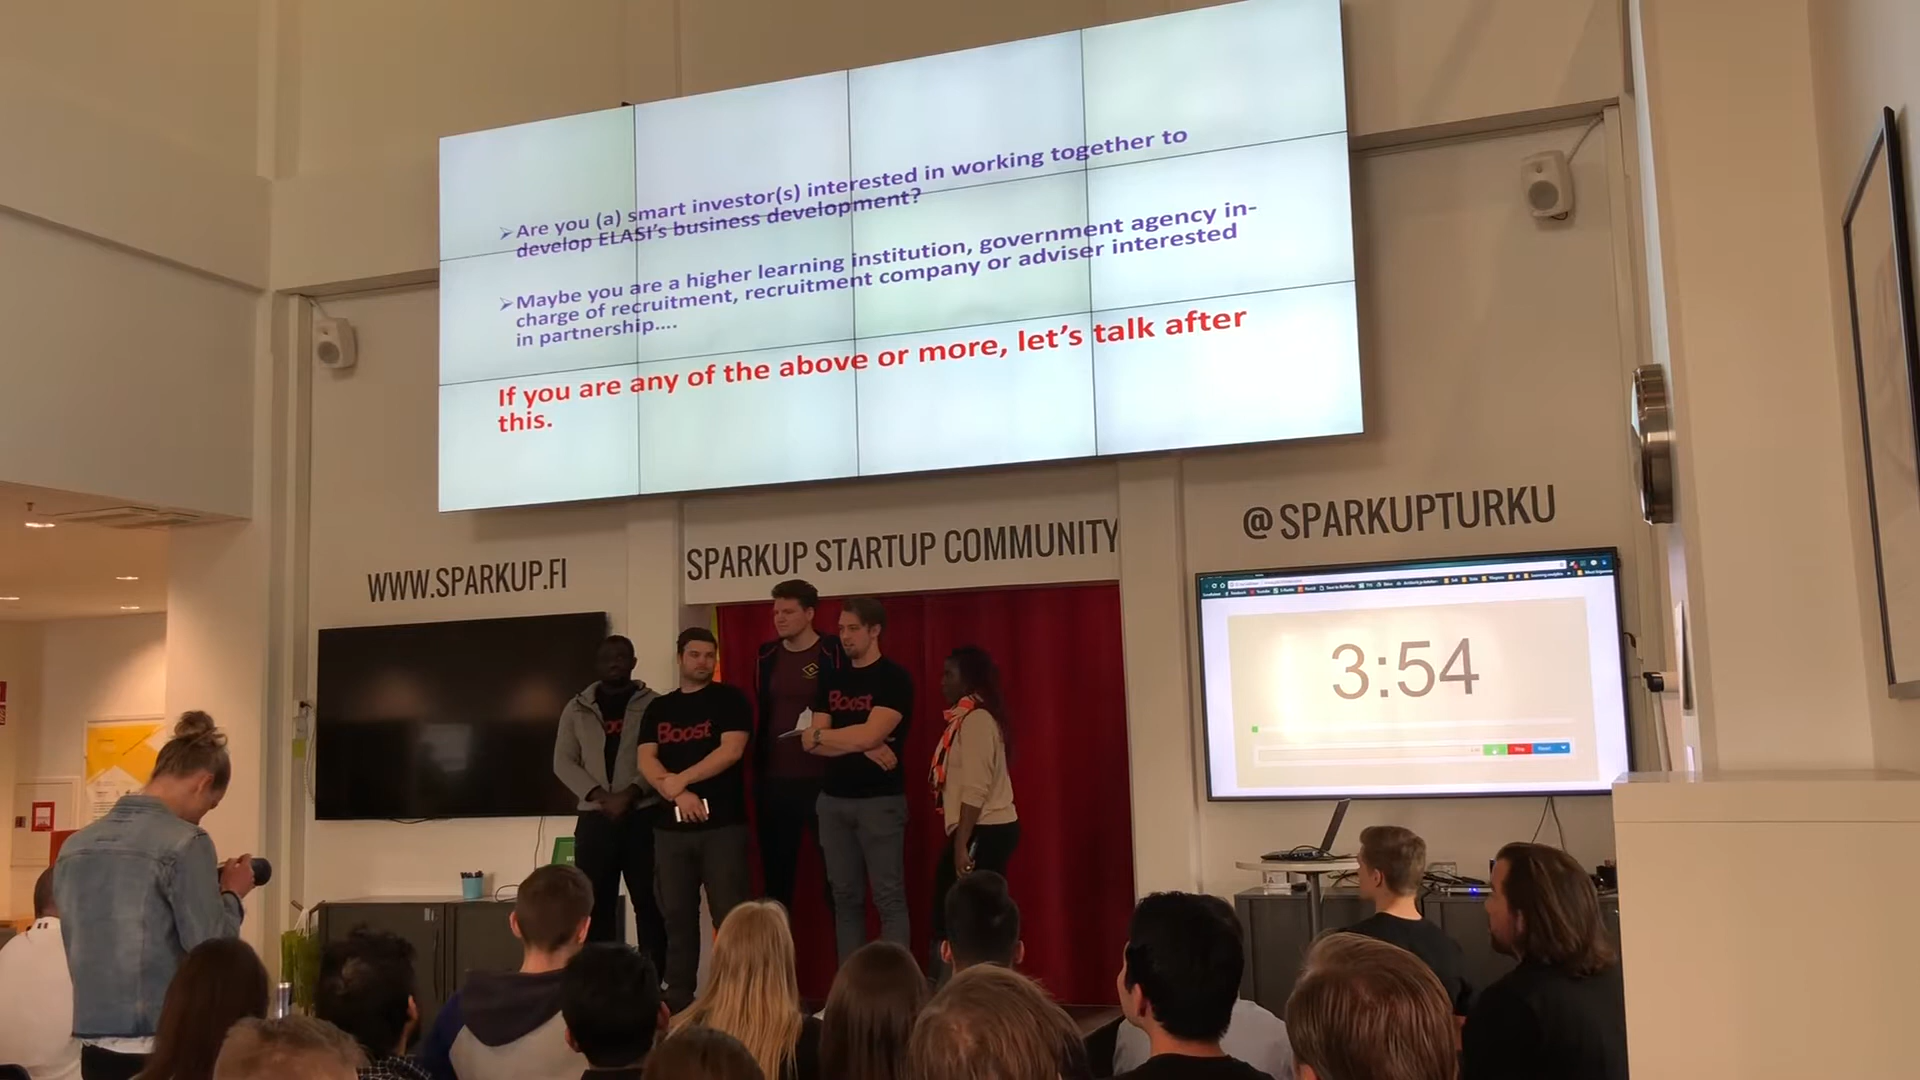 ➢Are you (a) smart investor(s) interested in working together to
develop ELASI's business development?
➢Maybe you are a higher learning institution, government agency in-
charge of recruitment, recruitment company or adviser interested
in partnership....
If you are any of the above or more, let's talk after
this.
WWW.SPARKUP.FI
SPARKUP STARTUP COMMUNITY
@SPARKUPTURKU
3:54
Boost
Boost